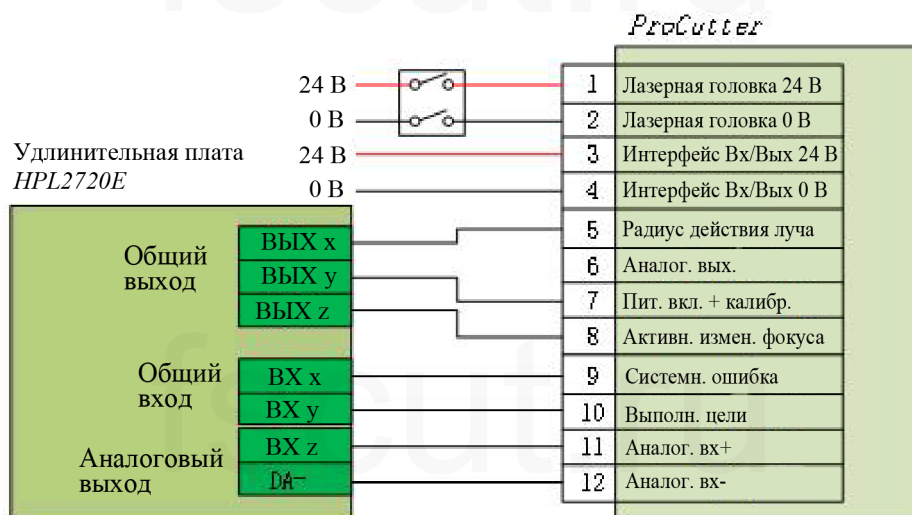 ProCutter
24 В
1 Лазерная головка 24 В
0 В
2 Лазерная головка 0 В
Удлинительная плата
HPL2720E
24 В
3 Интерфейс Вх/Вых 24 В
0 В
4 Интерфейс Вх/Вых 0 В
Общий
выход
ВЫХ x
ВЫХ y
ВЫХ z
5 Радиус действия луча
6 Аналог. вых.
7 Пит. вкл. + калибр.
8 Активн. измен. фокуса
Общий
вход
ВХ x
ВХ y
9 Системн. ошибка
10 Выполн. цели
Аналоговый
выход
ВХ z
DA-
11 Аналог. вх+
12 Аналог. вх-
fscut.ru